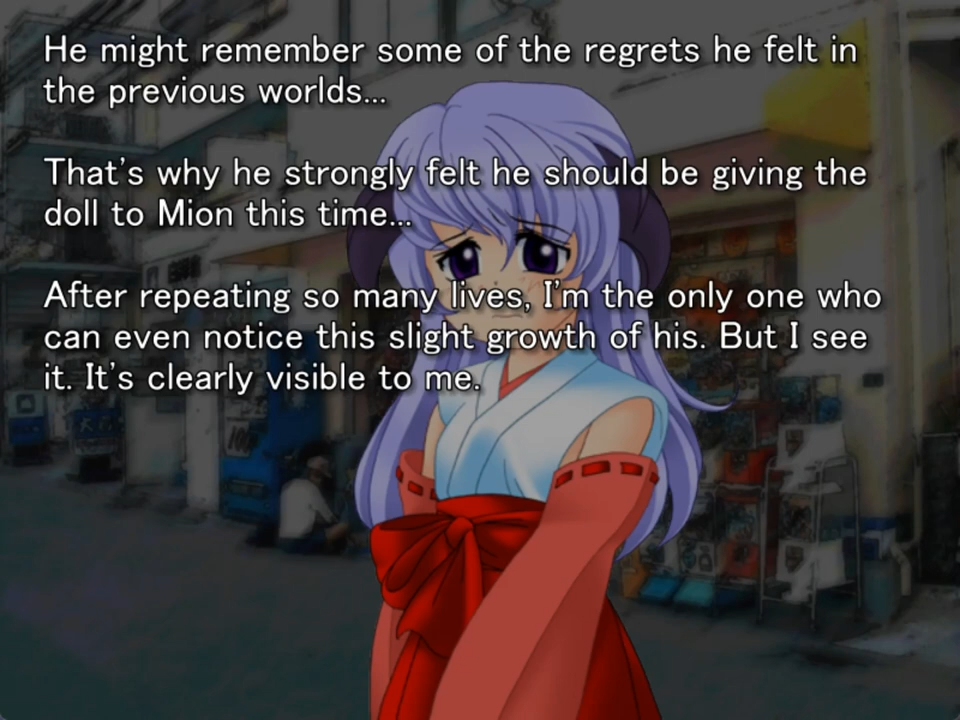 He might remember some of the regrets he felt in
the previous worlds...
That's why he strongly felt he should be giving the
doll to Mion this time...
After repeating so many lives, I'm the only one who
can even notice this slight growth of his. But I see
it. It's clearly visible to me.